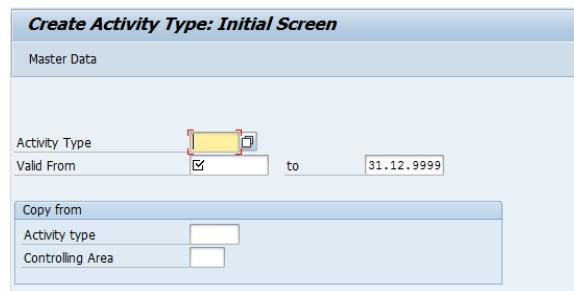 Create Activity Type: Initial Screen
Master Data
Activity Type
Valid From to 31.12.9999
Copy from
Activity type
Controlling Area